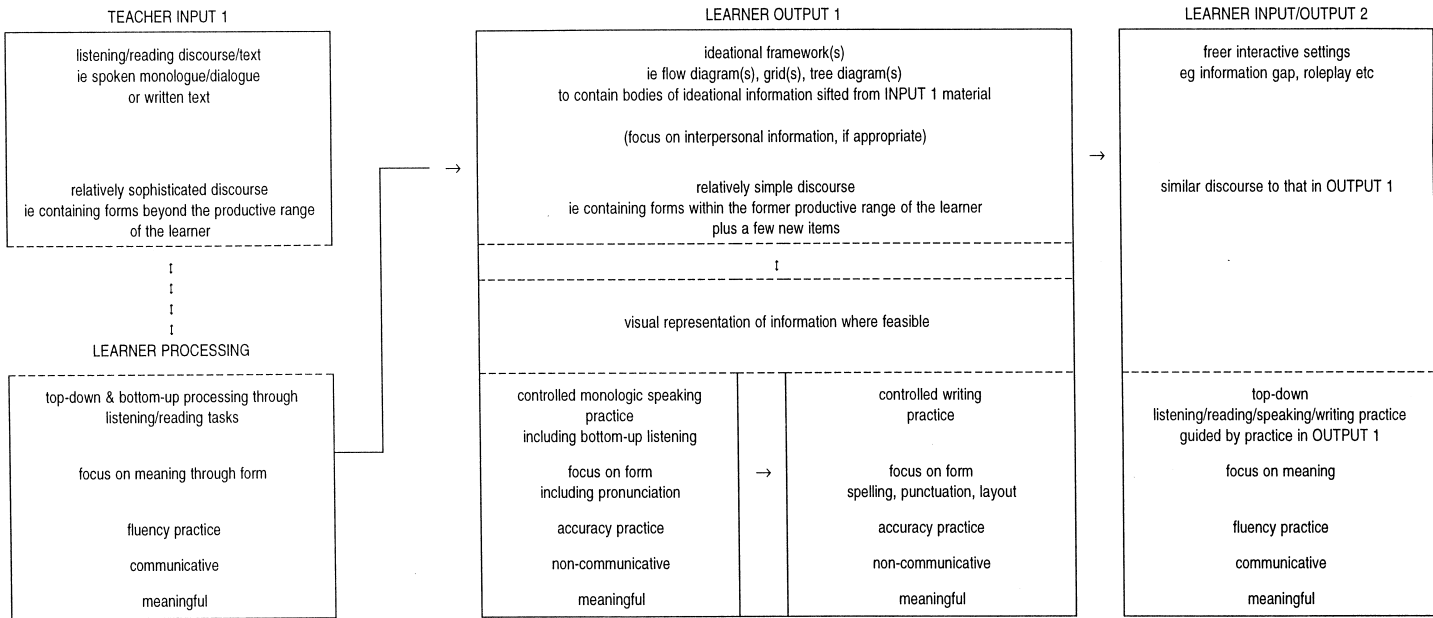 TEACHER INPUT 1
listening/reading discourse/text
ie spoken monologue/dialogue
or written text
relatively sophisticated discourse
ie containing forms beyond the productive range
of the learner
LEARNER PROCESSING
top-down & bottom-up processing through
listening/reading tasks
focus on meaning through form
fluency practice
communicative
meaningful
LEARNER OUTPUT 1
ideational framework(s)
ie flow diagram(s), grid(s), tree diagram(s)
to contain bodies of ideational information sifted from INPUT 1 material
(focus on interpersonal information, if appropriate)
relatively simple discourse
ie containing forms within the former productive range of the learner
plus a few new items
visual representation of information where feasible
controlled monologic speaking
practice
including bottom-up listening
focus on form
including pronunciation
accuracy practice
non-communicative
meaningful
controlled writing
practice
focus on form
spelling, punctuation, layout
accuracy practice
non-communicative
meaningful
LEARNER INPUT/OUTPUT 2
freer interactive settings
eg information gap, roleplay etc
similar discourse to that in OUTPUT 1
top-down
listening/reading/speaking/writing practice
guided by practice in OUTPUT 1
focus on meaning
fluency practice
communicative
meaningful